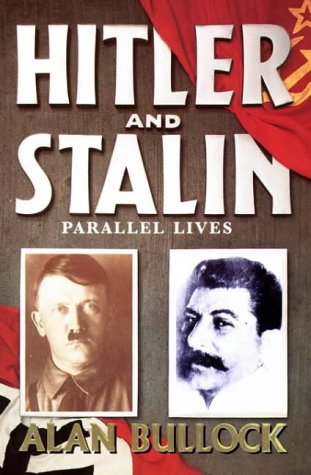 HITLER
AND
STALIN
PARALLEL LIVES
ALAN BULLOCK